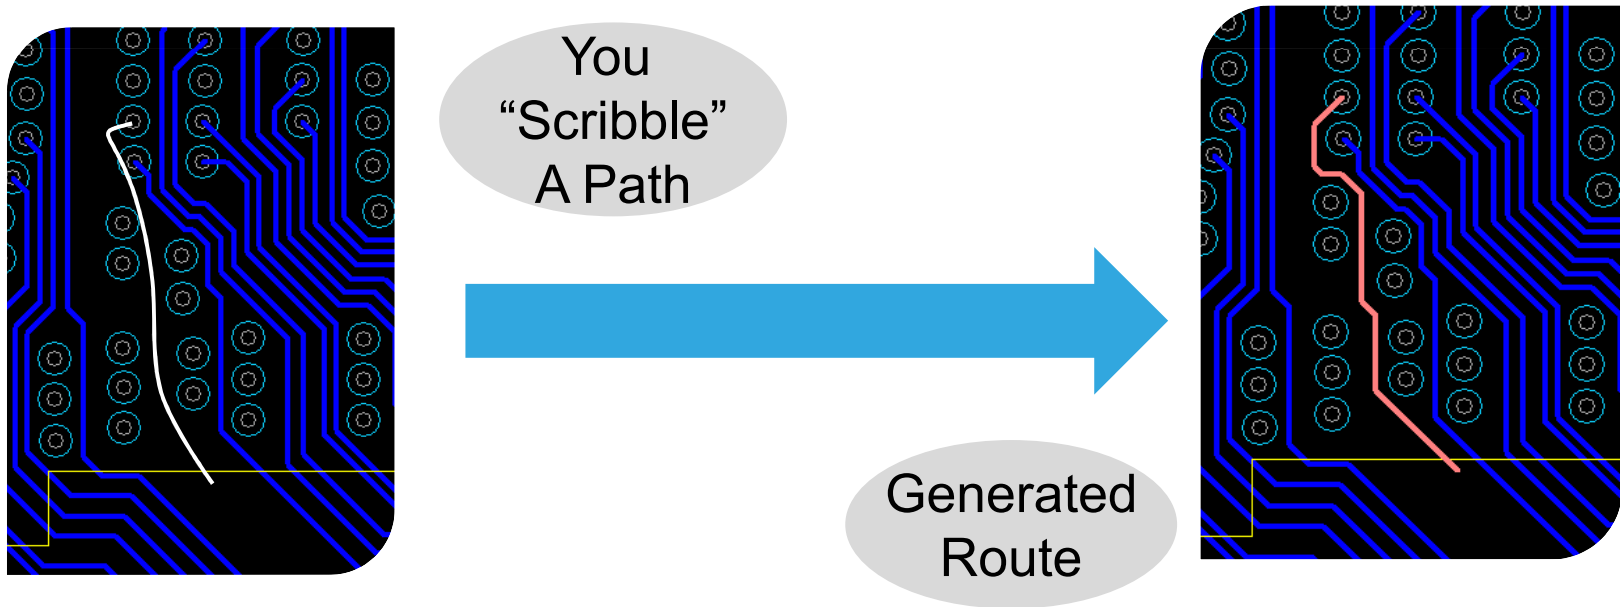 You
“Scribble”
A Path
Generated
Route